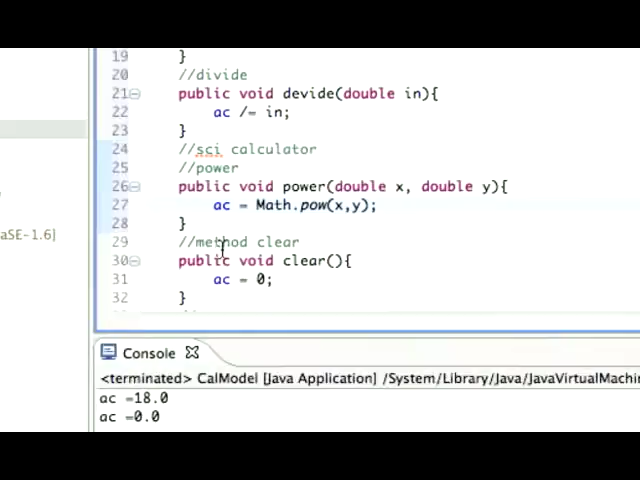 19 }
20 //divide
21 public void devide(double in){
22 ac /= in;
23 }
24 //sci calculator
25 //power
26 public void power(double x, double y){
27 ac = Math.pow(x,y);
28 }
29 //method clear
30 public void clear(){
31 ac = 0;
32 }
aSE-1.6]
Console
<terminated> CalModel [Java Application] /System/Library/Java/JavaVirtualMachin
ac =18.0
ac =0.0